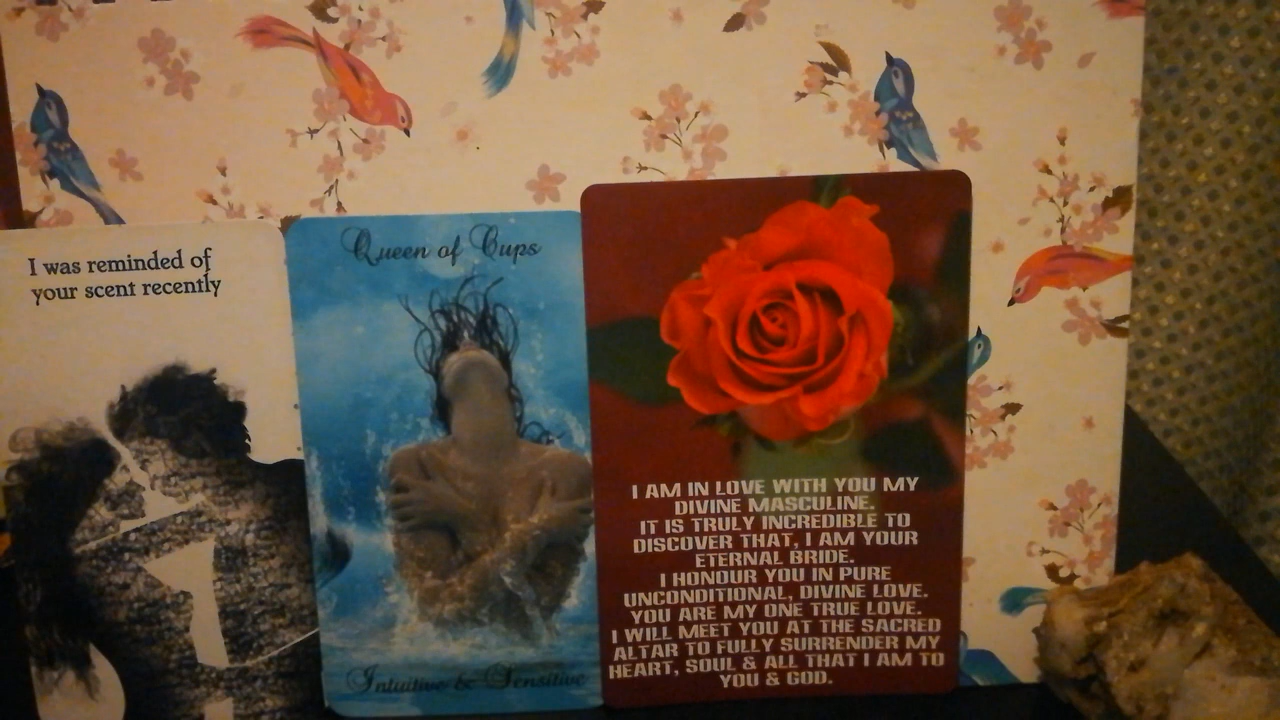 I was reminded of
your scent recently
Queen of Cups
Intuitive & Sensitive
I AM IN LOVE WITH YOU MY
DIVINE MASCULINE.
IT IS TRULY INCREDIBLE TO
DISCOVER THAT, I AM YOUR
ETERNAL BRIDE.
I HONOUR YOU IN PURE
UNCONDITIONAL, DIVINE LOVE.
YOU ARE MY ONE TRUE LOVE.
I WILL MEET YOU AT THE SACRED
ALTAR TO FULLY SURRENDER MY
HEART, SOUL & ALL THAT I AM TO
YOU & GOD.